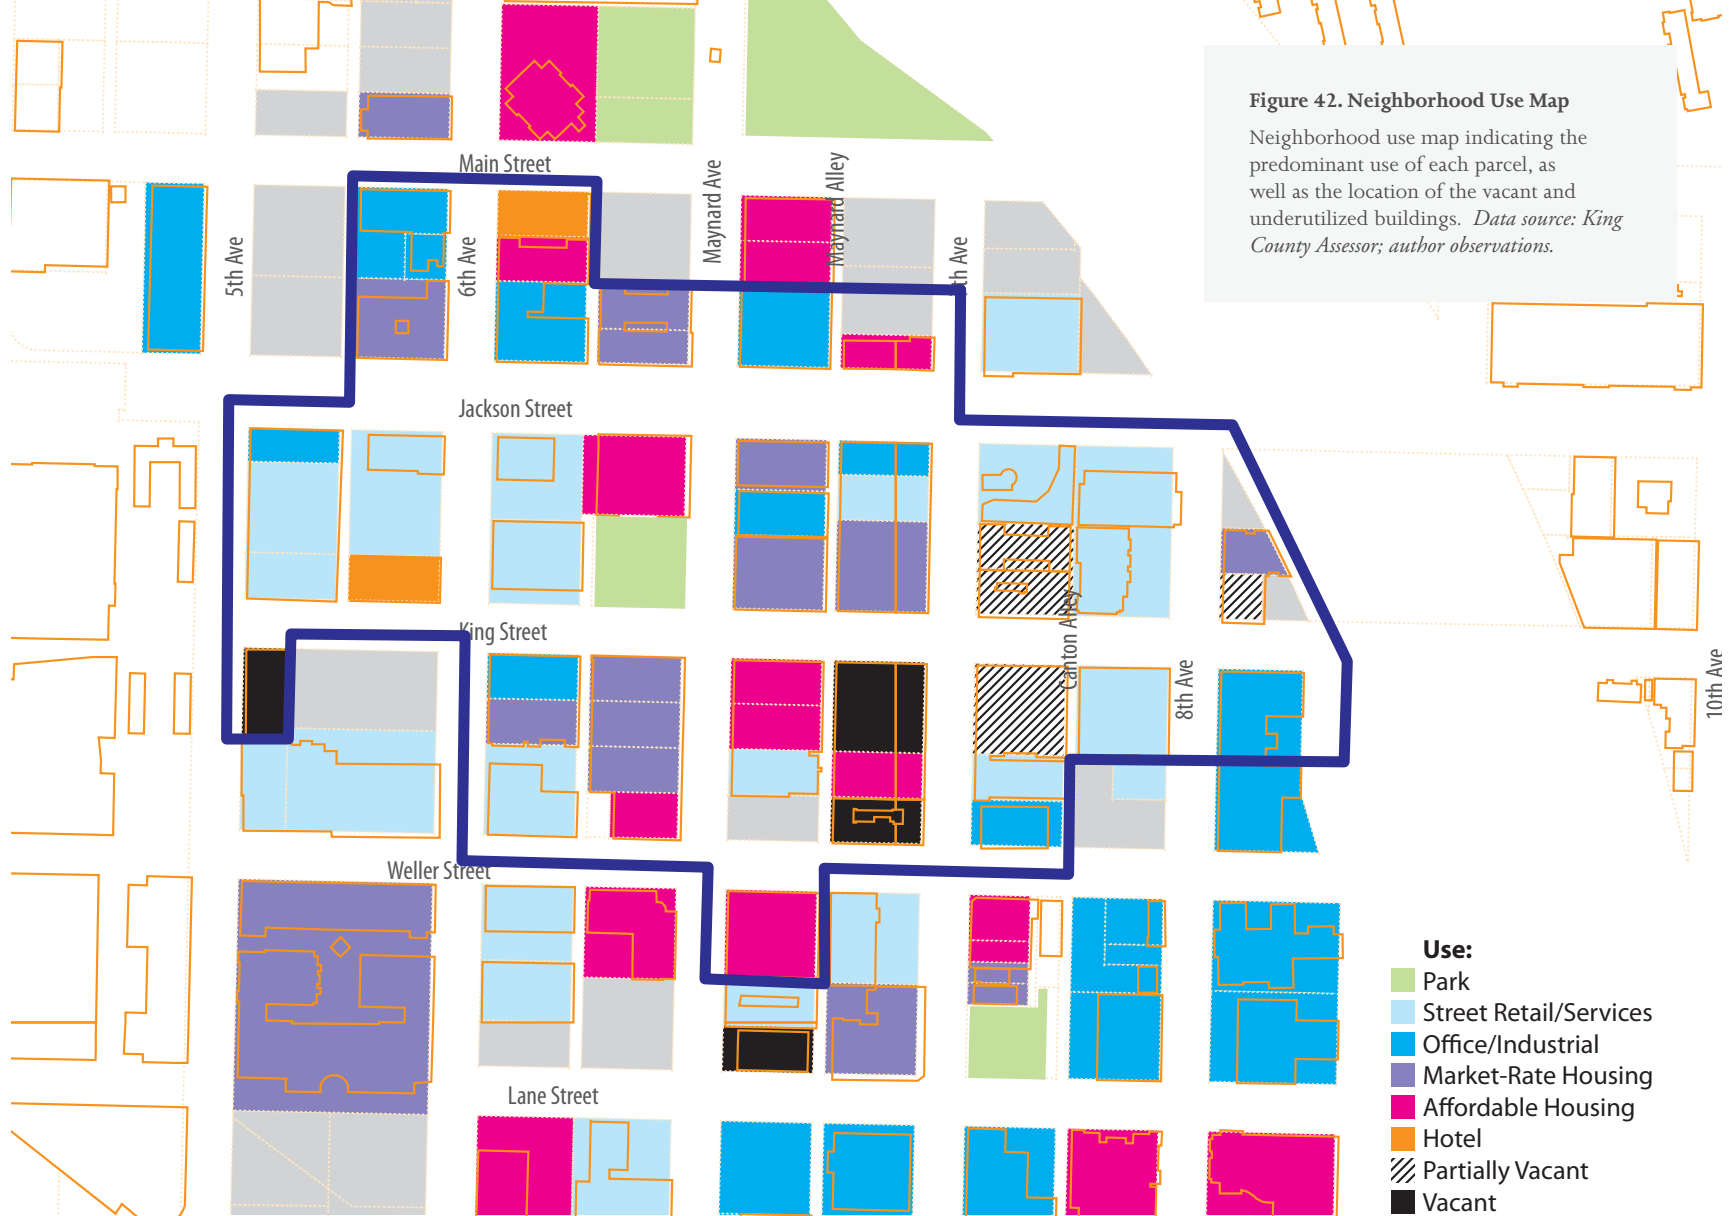 Figure 42. Neighborhood Use Map
Neighborhood use map indicating the
predominant use of each parcel, as
well as the location of the vacant and
underutilized buildings. Data source: King
County Assessor; author observations.
Main Street
Maynard Ave
Maynard Alley
5th Ave
6th Ave
th Ave
Jackson Street
King Street
Canton Alley
8th Ave
10th Ave
Weller Street
Lane Street
Use:
Park
Street Retail/Services
Office/Industrial
Market-Rate Housing
Affordable Housing
Hotel
Partially Vacant
Vacant